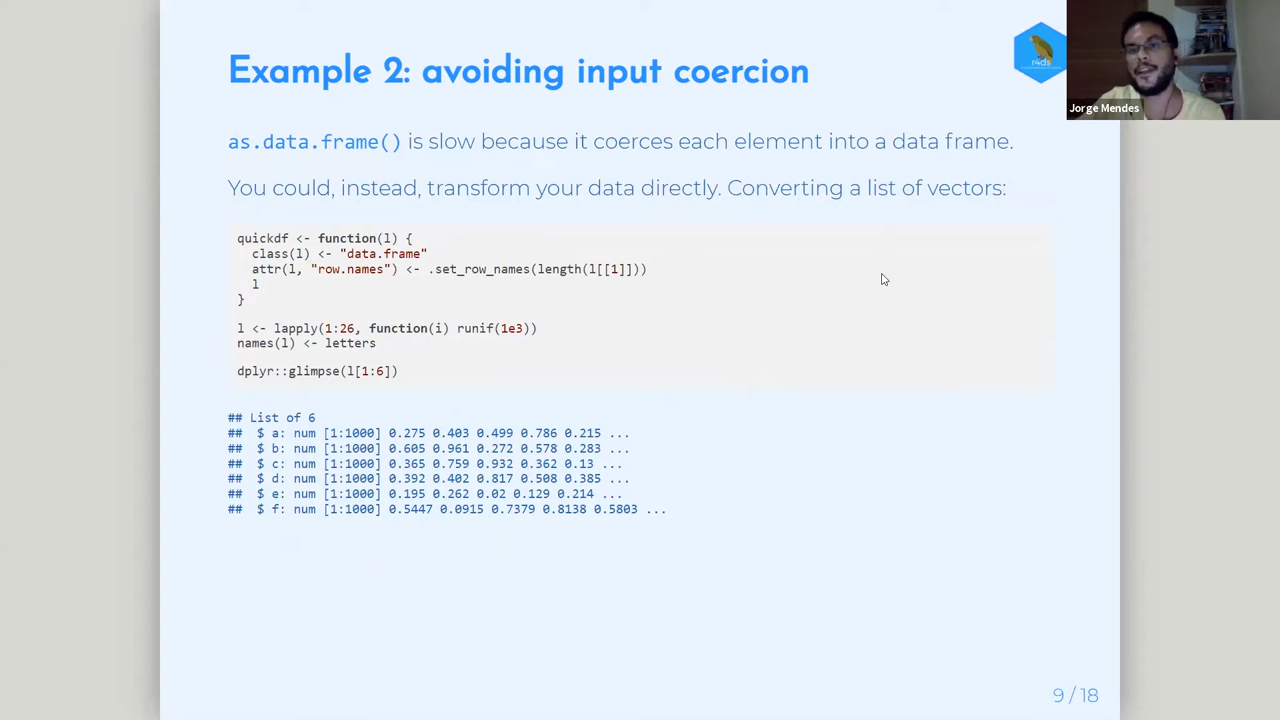 Example 2: avoiding input coercion
r4ds
Jorge Mendes
as.data.frame() is slow because it coerces each element into a data frame.
You could, instead, transform your data directly. Converting a list of vectors:
quickdf <- function(l) {
  class(l) <- "data.frame"
  attr(l, "row.names") <- .set_row_names(length(l[[1]]))
  l
}
l <- lapply(1:26, function(i) runif(1e3))
names(l) <- letters
dplyr::glimpse(l[1:6])
## List of 6
##  $ a: num [1:1000] 0.275 0.403 0.499 0.786 0.215 ...
##  $ b: num [1:1000] 0.605 0.961 0.272 0.578 0.283 ...
##  $ c: num [1:1000] 0.365 0.759 0.932 0.362 0.13 ...
##  $ d: num [1:1000] 0.392 0.402 0.817 0.508 0.385 ...
##  $ e: num [1:1000] 0.195 0.262 0.02 0.129 0.214 ...
##  $ f: num [1:1000] 0.5447 0.0915 0.7379 0.8138 0.5803 ...
9 / 18